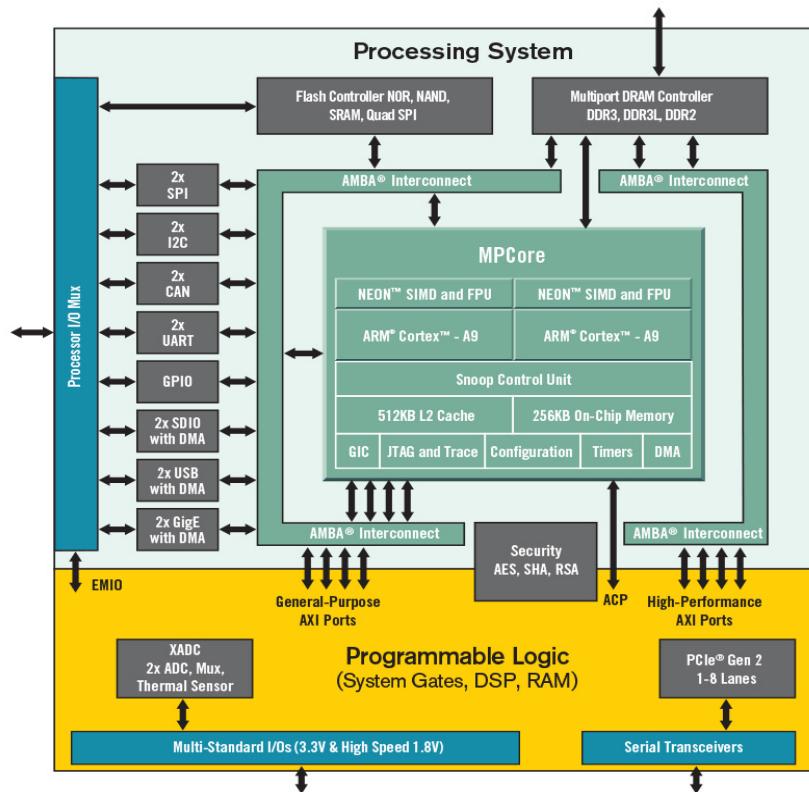 Processing System
Flash Controller NOR, NAND,
SRAM, Quad SPI
Multiport DRAM Controller
DDR3, DDR3L, DDR2
AMBA® Interconnect
AMBA® Interconnect
Processor I/O Mux
2x
SPI
2x
I2C
2x
CAN
2x
UART
GPIO
2x SDIO
with DMA
2x USB
with DMA
2x GigE
with DMA
MPCore
NEON™ SIMD and FPU
NEON™ SIMD and FPU
ARM® Cortex™ - A9
ARM® Cortex™ - A9
Snoop Control Unit
512KB L2 Cache
256KB On-Chip Memory
GIC
JTAG and Trace
Configuration
Timers
DMA
AMBA® Interconnect
AMBA® Interconnect
Security
AES, SHA, RSA
EMIO
General-Purpose
AXI Ports
ACP
High-Performance
AXI Ports
XADC
2x ADC, Mux,
Thermal Sensor
Programmable Logic
(System Gates, DSP, RAM)
PCIe® Gen 2
1-8 Lanes
Multi-Standard I/Os (3.3V & High Speed 1.8V)
Serial Transceivers